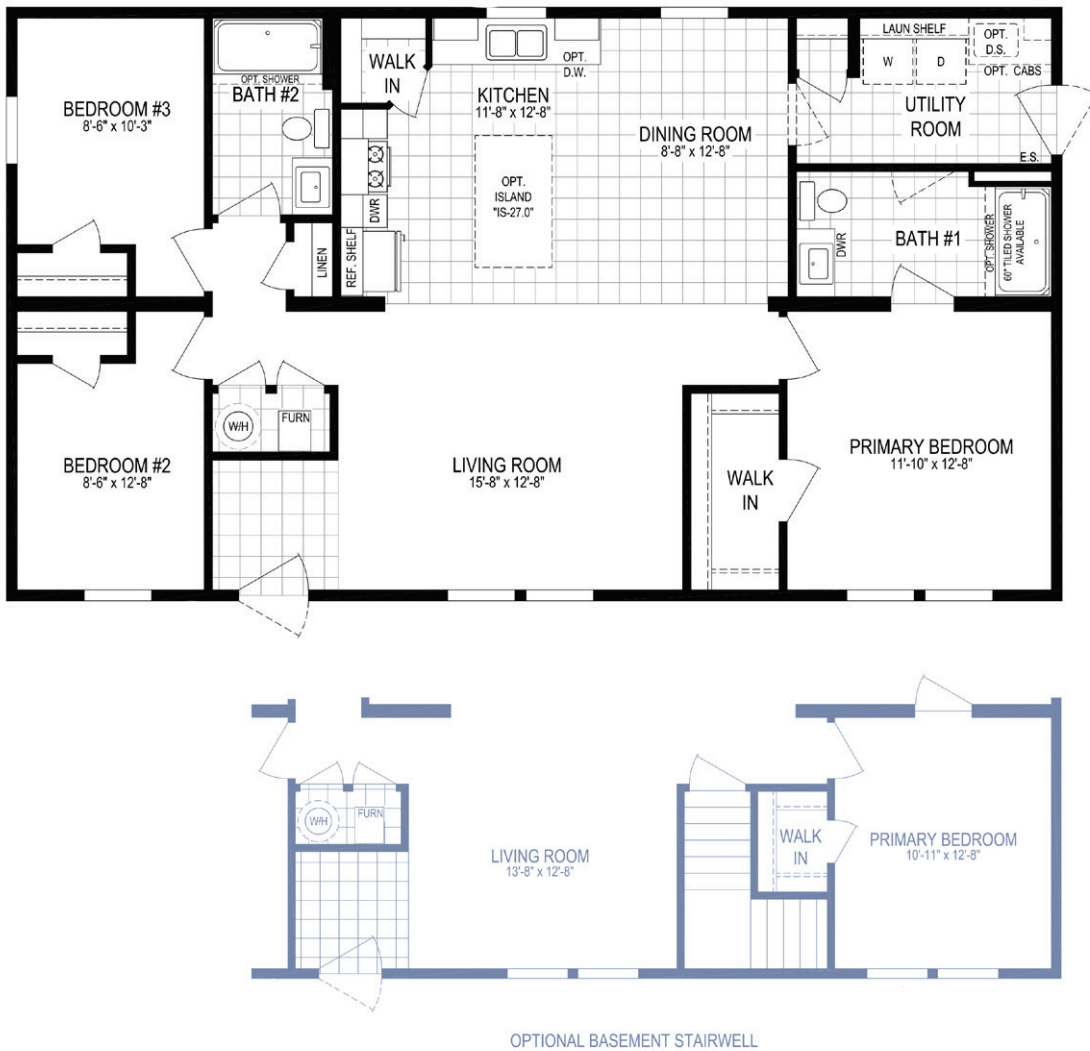 BEDROOM #3
8'-6" x 10'-3"
OPT. SHOWER
BATH #2
WALK
IN
OPT.
D.W.
KITCHEN
11'-8" x 12'-8"
DINING ROOM
8'-8" x 12'-8"
OPT.
ISLAND
"IS-27.0"
DWR
REF. SHELF
LINEN
LAUN SHELF
W
D
OPT.
D.S.
OPT. CABS
UTILITY
ROOM
E.S.
BATH #1
DWR
OPT. SHOWER
60" TILED SHOWER
AVAILABLE
BEDROOM #2
8'-6" x 12'-8"
W/H
FURN
LIVING ROOM
15'-8" x 12'-8"
WALK
IN
PRIMARY BEDROOM
11'-10" x 12'-8"
W/H
FURN
LIVING ROOM
13'-8" x 12'-8"
WALK
IN
PRIMARY BEDROOM
10'-11" x 12'-8"
OPTIONAL BASEMENT STAIRWELL